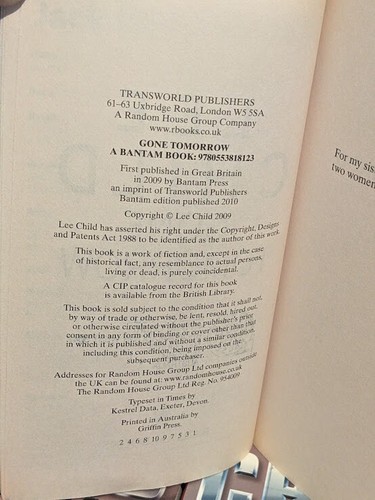 TRANSWORLD PUBLISHERS
61–63 Uxbridge Road, London W5 5SA
A Random House Group Company
www.rbooks.co.uk
GONE TOMORROW
A BANTAM BOOK: 9780553818123
First published in Great Britain
in 2009 by Bantam Press
an imprint of Transworld Publishers
Bantam edition published 2010
Copyright © Lee Child 2009
Lee Child has asserted his right under the Copyright, Designs
and Patents Act 1988 to be identified as the author of this work.
This book is a work of fiction and, except in the case
of historical fact, any resemblance to actual persons,
living or dead, is purely coincidental.
A CIP catalogue record for this book
is available from the British Library.
This book is sold subject to the condition that it shall not,
by way of trade or otherwise, be lent, resold, hired out,
or otherwise circulated without the publisher's prior
consent in any form of binding or cover other than that
in which it is published and without a similar condition,
including this condition, being imposed on the
subsequent purchaser.
Addresses for Random House Group Ltd companies outside
the UK can be found at: www.randomhouse.co.uk
The Random House Group Ltd Reg. No. 954009
Typeset in Times by
Kestrel Data, Exeter, Devon.
Printed in Australia by
Griffin Press.
2 4 6 8 10 9 7 5 3 1
For my sis
two women